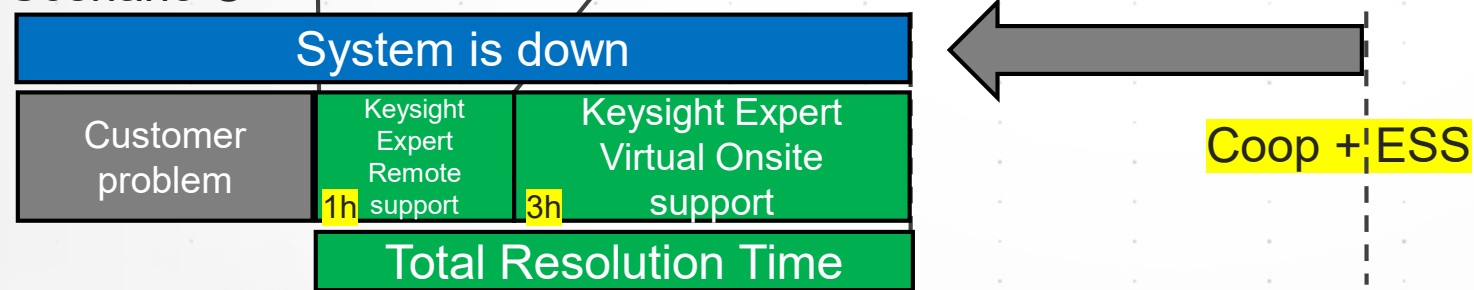 System is down
Customer
problem
Keysight
Expert
Remote
1h support
Keysight Expert
Virtual Onsite
3h support
Total Resolution Time
Coop + ESS